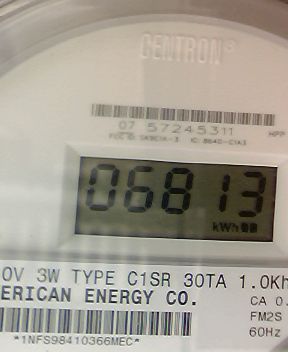 CENTRON®
07 57245311
06813
kWh
0V 3W TYPE C1SR 30TA 1.0Kh
ERICAN ENERGY CO.
CA 0.
FM2S
60Hz
*1NFS98410366MEC*